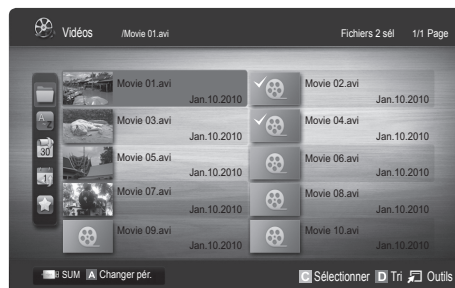 Vidéos /Movie 01.avi Fichiers 2 sél 1/1 Page
Movie 01.avi Movie 02.avi
Jan.10.2010 Jan.10.2010
Movie 03.avi Movie 04.avi
Jan.10.2010 Jan.10.2010
Movie 05.avi Movie 06.avi
Jan.10.2010 Jan.10.2010
Movie 07.avi Movie 08.avi
Jan.10.2010 Jan.10.2010
Movie 09.avi Movie 10.avi
Jan.10.2010 Jan.10.2010
A Z
30
1
SUM A Changer pér. C Sélectionner D Tri Outils